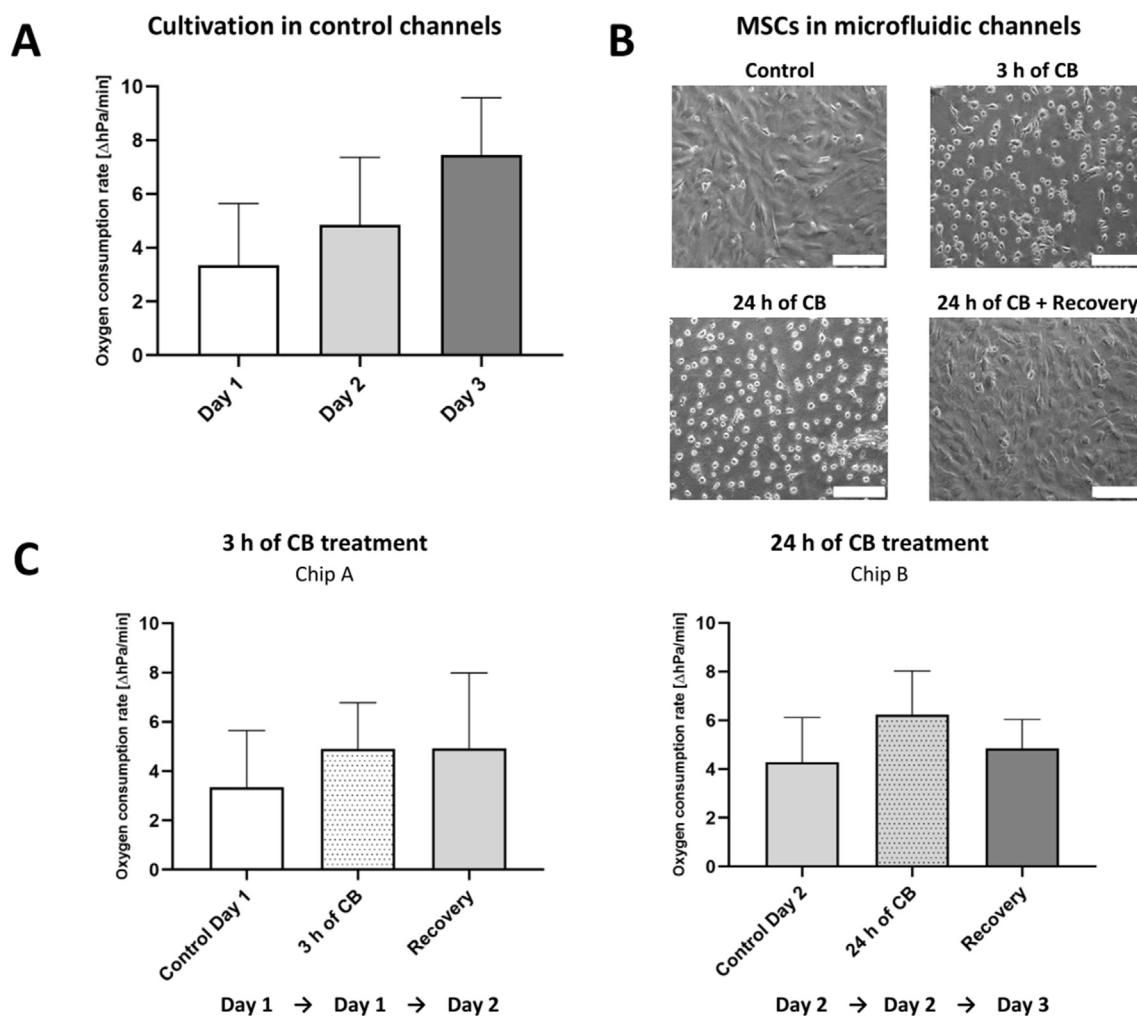 A
Cultivation in control channels
Oxygen consumption rate [ΔhPa/min]
10
8
6
4
2
0
Day 1
Day 2
Day 3
B
MSCs in microfluidic channels
Control
3 h of CB
24 h of CB
24 h of CB + Recovery
C
3 h of CB treatment
Chip A
Oxygen consumption rate [ΔhPa/min]
10
8
6
4
2
0
Control Day 1
3 h of CB
Recovery
Day 1 → Day 1 → Day 2
24 h of CB treatment
Chip B
Oxygen consumption rate [ΔhPa/min]
10
8
6
4
2
0
Control Day 2
24 h of CB
Recovery
Day 2 → Day 2 → Day 3